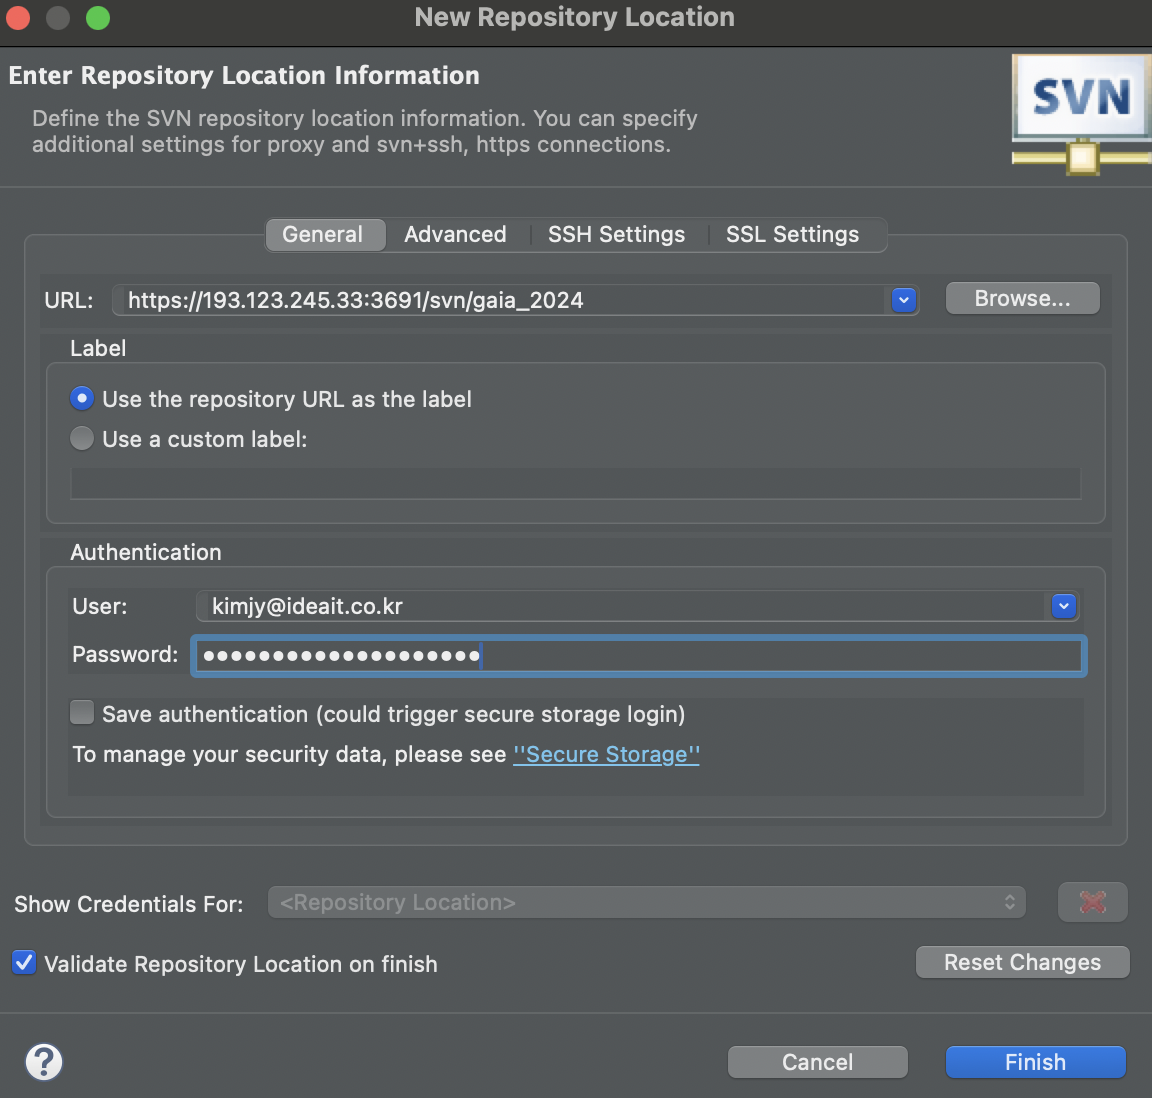 New Repository Location
Enter Repository Location Information
Define the SVN repository location information. You can specify
additional settings for proxy and svn+ssh, https connections.
SVN
General Advanced SSH Settings SSL Settings
URL: https://193.123.245.33:3691/svn/gaia_2024 Browse...
Label
Use the repository URL as the label
Use a custom label:
Authentication
User: kimjy@ideait.co.kr
Password: ●●●●●●●●●●●●●●●●●●●●
Save authentication (could trigger secure storage login)
To manage your security data, please see ''Secure Storage''
Show Credentials For: <Repository Location>
Validate Repository Location on finish Reset Changes
? Cancel Finish